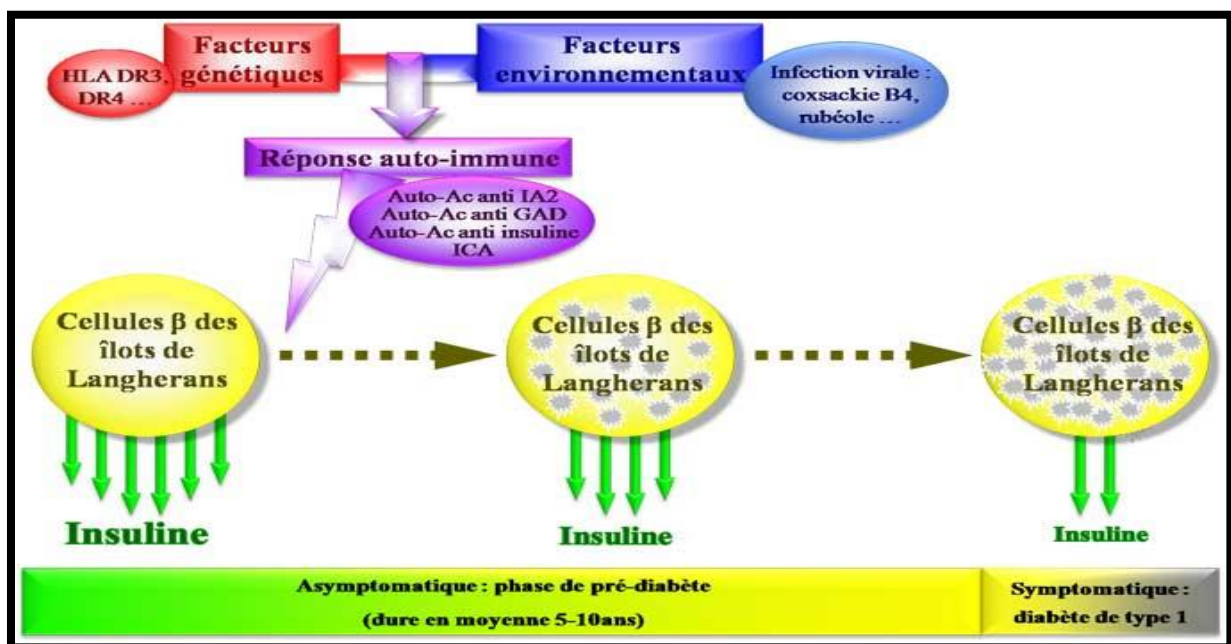 Facteurs
génétiques
Facteurs
environnementaux
HLA DR3,
DR4 ...
Infection virale :
coxsackie B4,
rubéole ...
Réponse auto-immune
Auto-Ac anti IA2
Auto-Ac anti GAD
Auto-Ac anti insuline
ICA
Cellules β des
îlots de
Langherans
Cellules β des
îlots de
Langherans
Cellules β des
îlots de
Langherans
Insuline
Insuline
Insuline
Asymptomatique : phase de pré-diabète
(dure en moyenne 5-10ans)
Symptomatique :
diabète de type 1